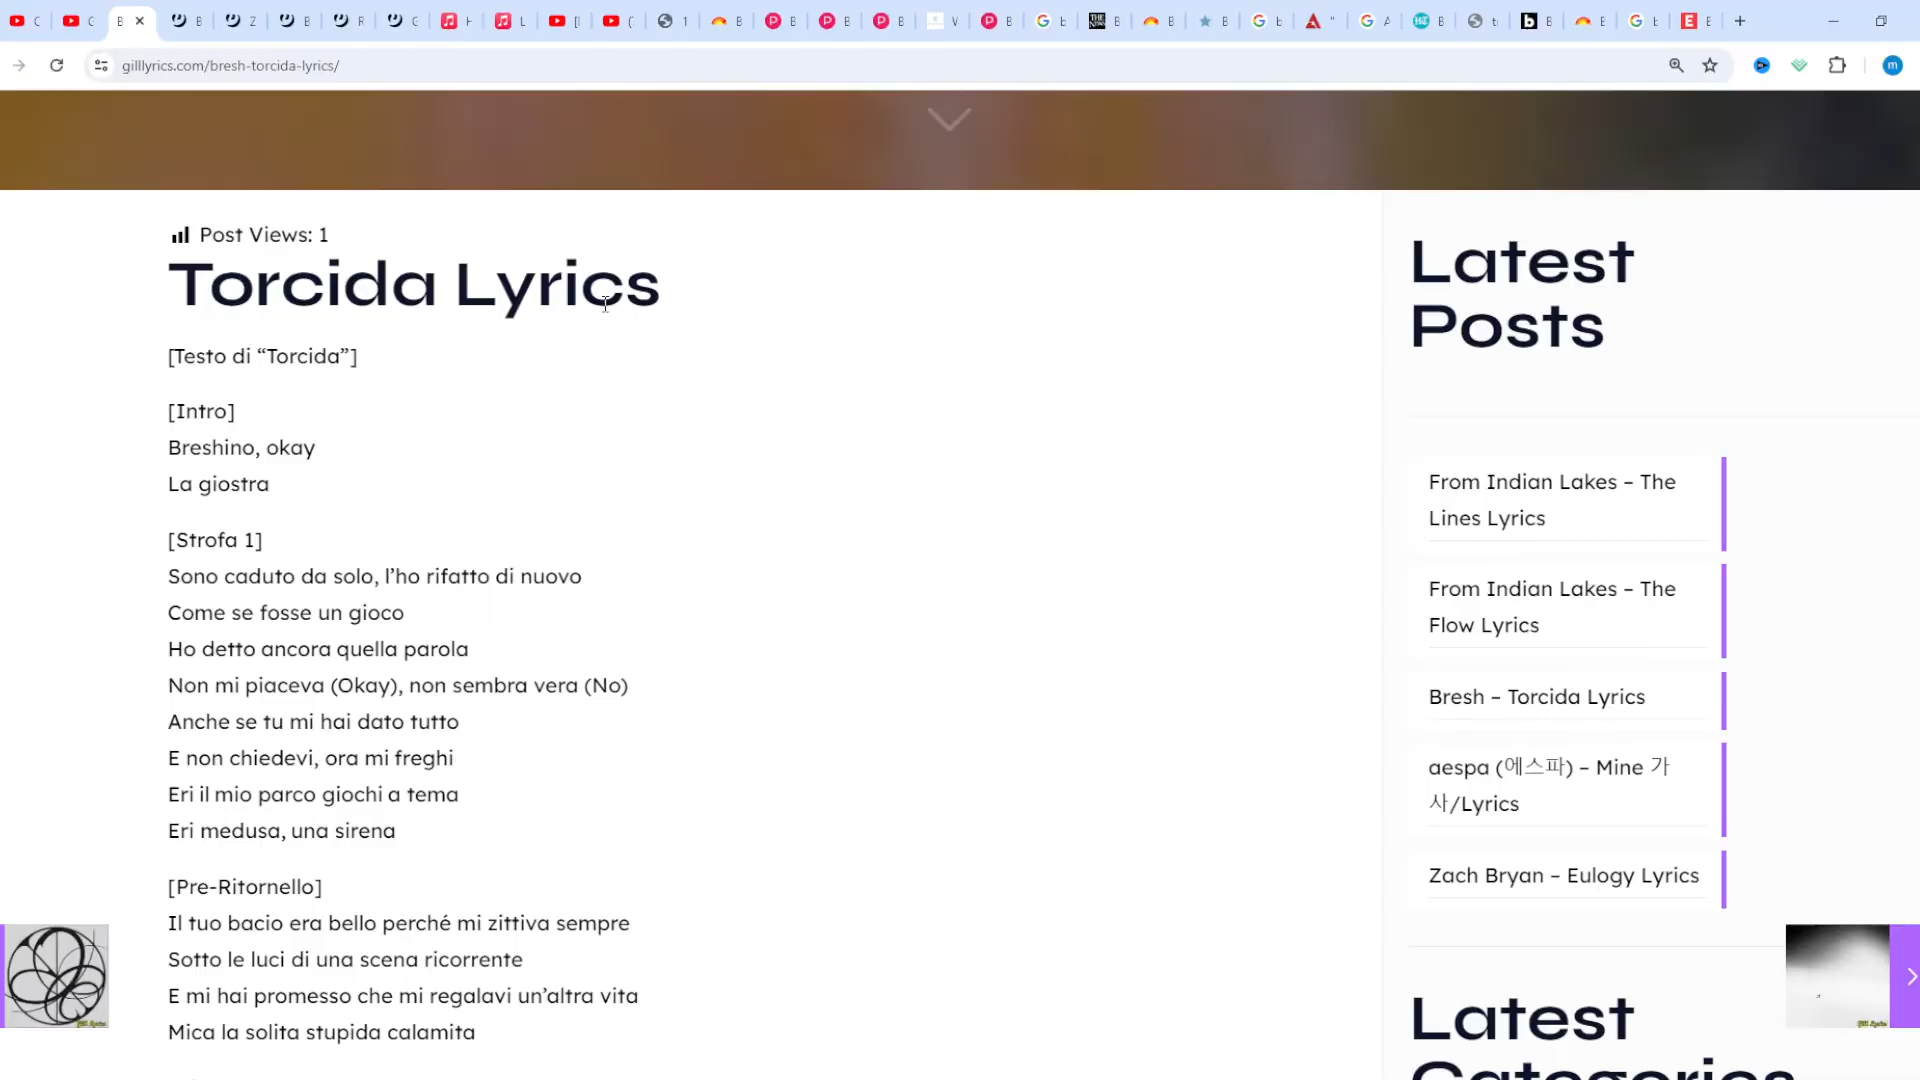 gilllyrics.com/bresh-torcida-lyrics/
Post Views: 1
Torcida Lyrics
[Testo di “Torcida”]
[Intro]
Breshino, okay
La giostra
[Strofa 1]
Sono caduto da solo, l’ho rifatto di nuovo
Come se fosse un gioco
Ho detto ancora quella parola
Non mi piaceva (Okay), non sembra vera (No)
Anche se tu mi hai dato tutto
E non chiedevi, ora mi freghi
Eri il mio parco giochi a tema
Eri medusa, una sirena
[Pre-Ritornello]
Il tuo bacio era bello perché mi zittiva sempre
Sotto le luci di una scena ricorrente
E mi hai promesso che mi regalavi un’altra vita
Mica la solita stupida calamita
Latest
Posts
From Indian Lakes – The
Lines Lyrics
From Indian Lakes – The
Flow Lyrics
Bresh – Torcida Lyrics
aespa (에스파) – Mine 가
사/Lyrics
Zach Bryan – Eulogy Lyrics
Latest
Categories